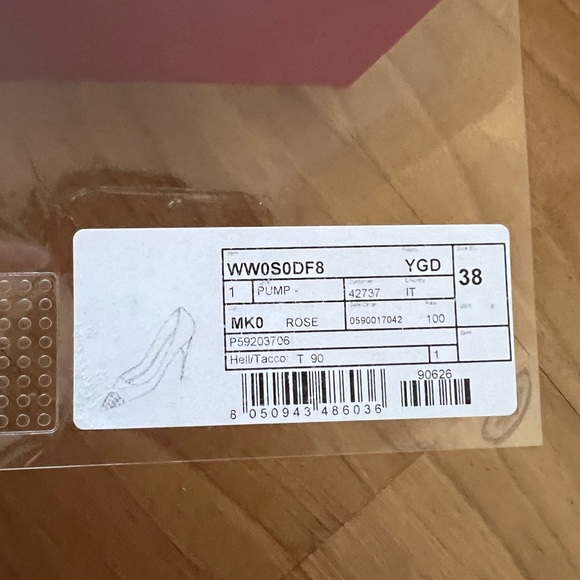 WW0S0DF8 YGD 38
1 PUMP - 42737 IT
MK0 ROSE 0590017042 100
P59203706
Hell/Tacco: T 90 1
90626
8 050943 486036